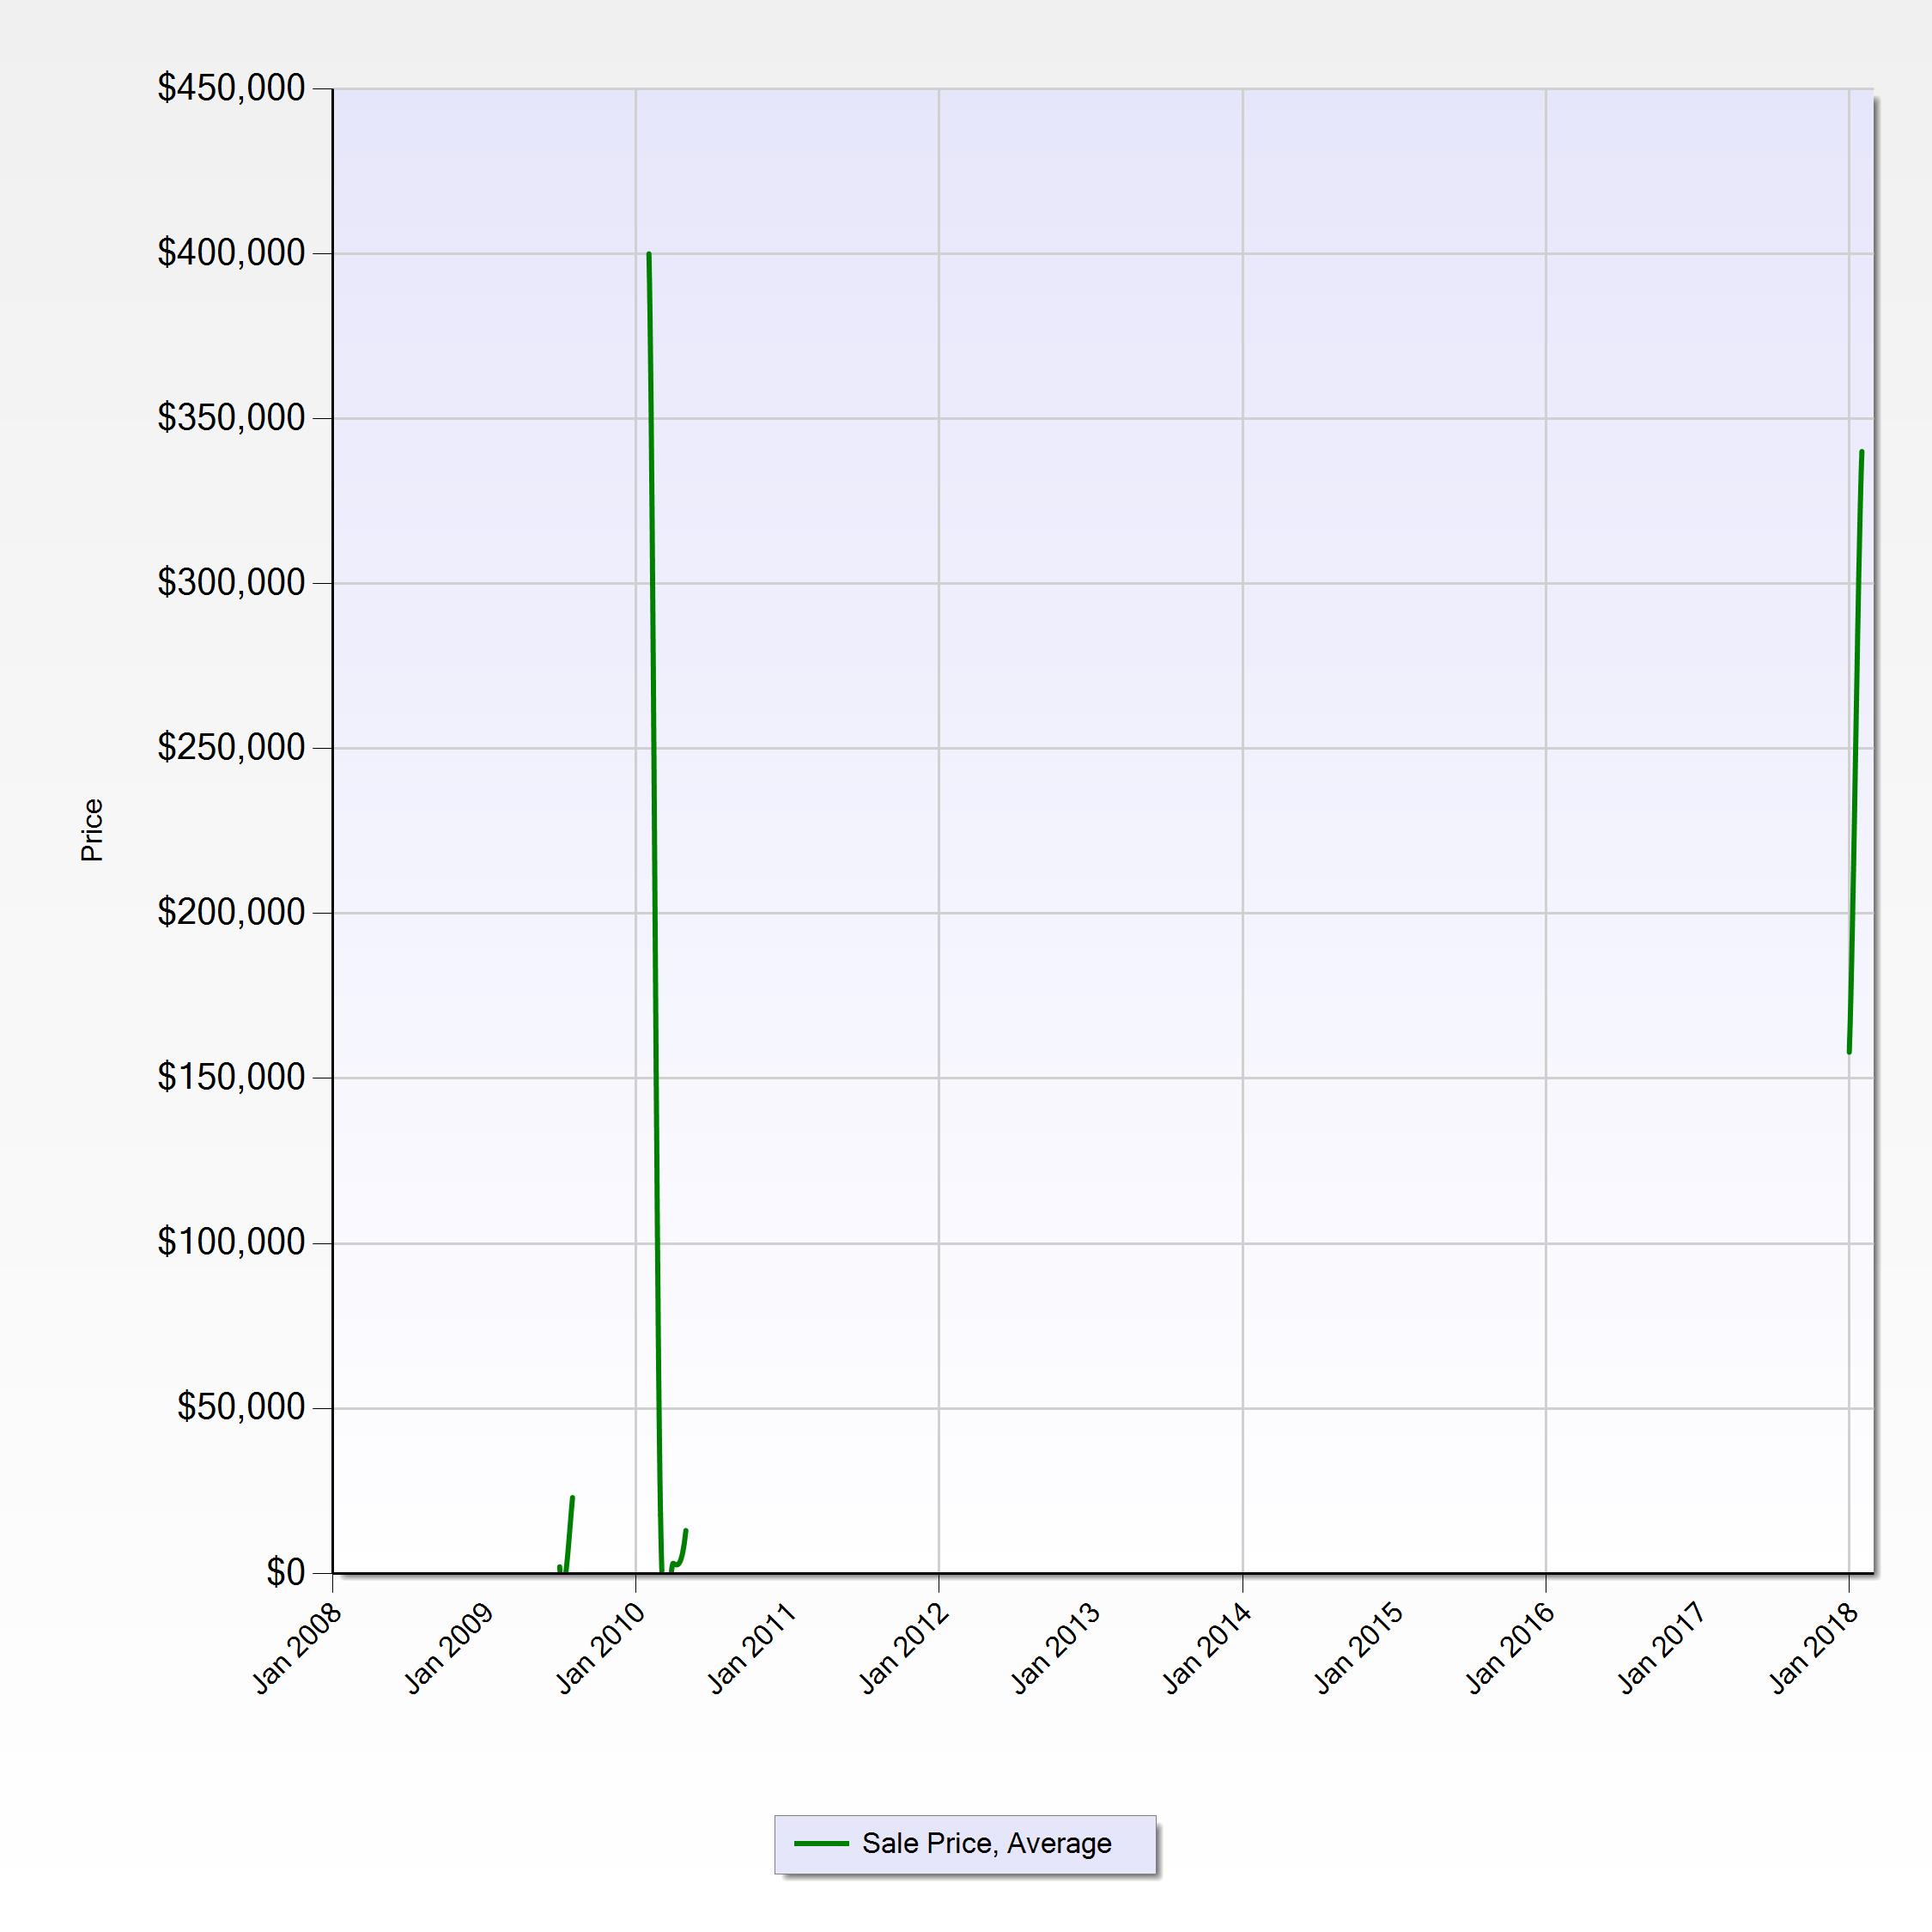 $450,000
$400,000
$350,000
$300,000
$250,000
Price
$200,000
$150,000
$100,000
$50,000
$0
Jan 2008
Jan 2009
Jan 2010
Jan 2011
Jan 2012
Jan 2013
Jan 2014
Jan 2015
Jan 2016
Jan 2017
Jan 2018
Sale Price, Average